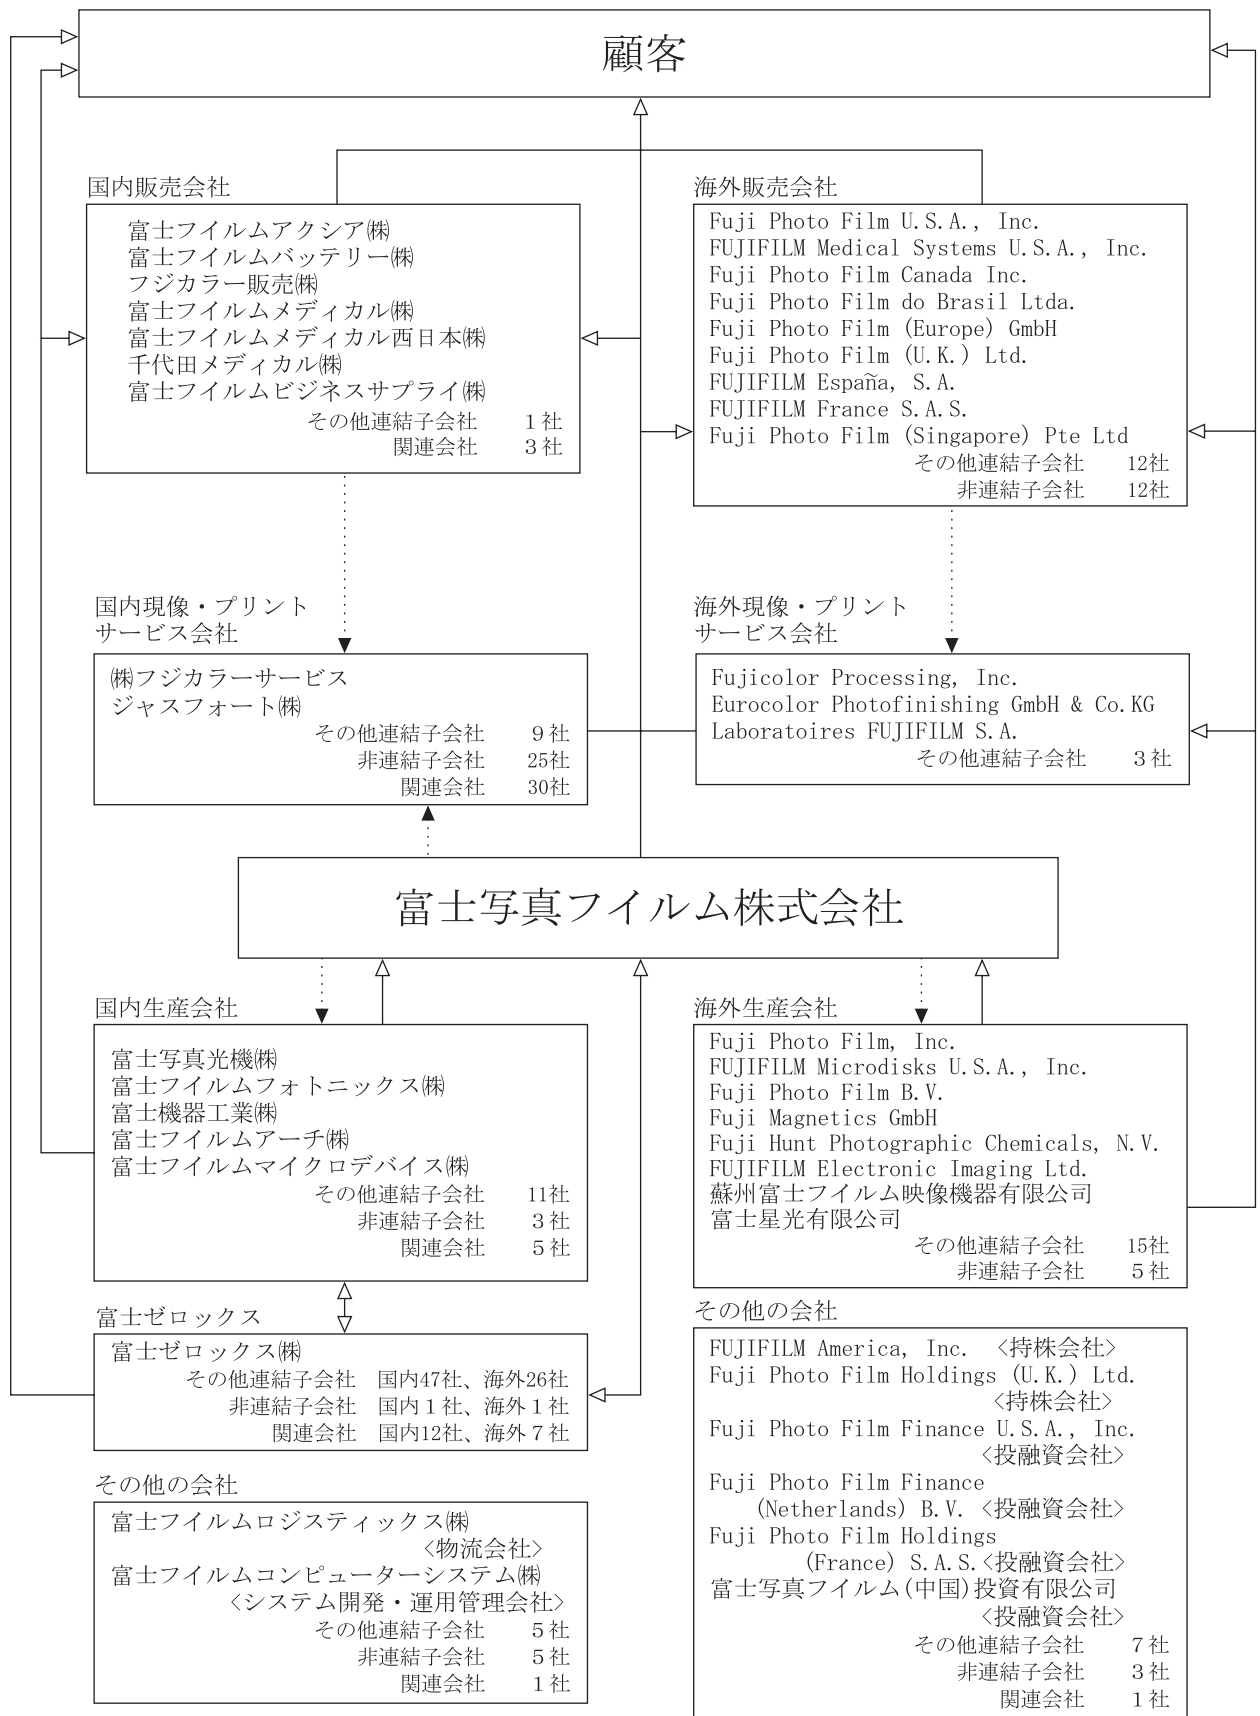 顧客
国内販売会社
富士フイルムアクシア㈱
富士フイルムバッテリー㈱
フジカラー販売㈱
富士フイルムメディカル㈱
富士フイルムメディカル西日本㈱
千代田メディカル㈱
富士フイルムビジネスサプライ㈱
その他連結子会社 1社
関連会社 3社
海外販売会社
Fuji Photo Film U.S.A., Inc.
FUJIFILM Medical Systems U.S.A., Inc.
Fuji Photo Film Canada Inc.
Fuji Photo Film do Brasil Ltda.
Fuji Photo Film (Europe) GmbH
Fuji Photo Film (U.K.) Ltd.
FUJIFILM España, S.A.
FUJIFILM France S.A.S.
Fuji Photo Film (Singapore) Pte Ltd
その他連結子会社 12社
非連結子会社 12社
国内現像・プリント
サービス会社
㈱フジカラーサービス
ジャスフォート㈱
その他連結子会社 9社
非連結子会社 25社
関連会社 30社
海外現像・プリント
サービス会社
Fujicolor Processing, Inc.
Eurocolor Photofinishing GmbH & Co.KG
Laboratoires FUJIFILM S.A.
その他連結子会社 3社
富士写真フイルム株式会社
国内生産会社
富士写真光機㈱
富士フイルムフォトニックス㈱
富士機器工業㈱
富士フイルムアーチ㈱
富士フイルムマイクロデバイス㈱
その他連結子会社 11社
非連結子会社 3社
関連会社 5社
海外生産会社
Fuji Photo Film, Inc.
FUJIFILM Microdisks U.S.A., Inc.
Fuji Photo Film B.V.
Fuji Magnetics GmbH
Fuji Hunt Photographic Chemicals, N.V.
FUJIFILM Electronic Imaging Ltd.
蘇州富士フイルム映像機器有限公司
富士星光有限公司
その他連結子会社 15社
非連結子会社 5社
富士ゼロックス
富士ゼロックス㈱
その他連結子会社 国内47社、海外26社
非連結子会社 国内1社、海外1社
関連会社 国内12社、海外7社
その他の会社
富士フイルムロジスティックス㈱
<物流会社>
富士フイルムコンピューターシステム㈱
<システム開発・運用管理会社>
その他連結子会社 5社
非連結子会社 5社
関連会社 1社
その他の会社
FUJIFILM America, Inc. <持株会社>
Fuji Photo Film Holdings (U.K.) Ltd.
<持株会社>
Fuji Photo Film Finance U.S.A., Inc.
<投融資会社>
Fuji Photo Film Finance
(Netherlands) B.V. <投融資会社>
Fuji Photo Film Holdings
(France) S.A.S.<投融資会社>
富士写真フイルム(中国)投資有限公司
<投融資会社>
その他連結子会社 7社
非連結子会社 3社
関連会社 1社